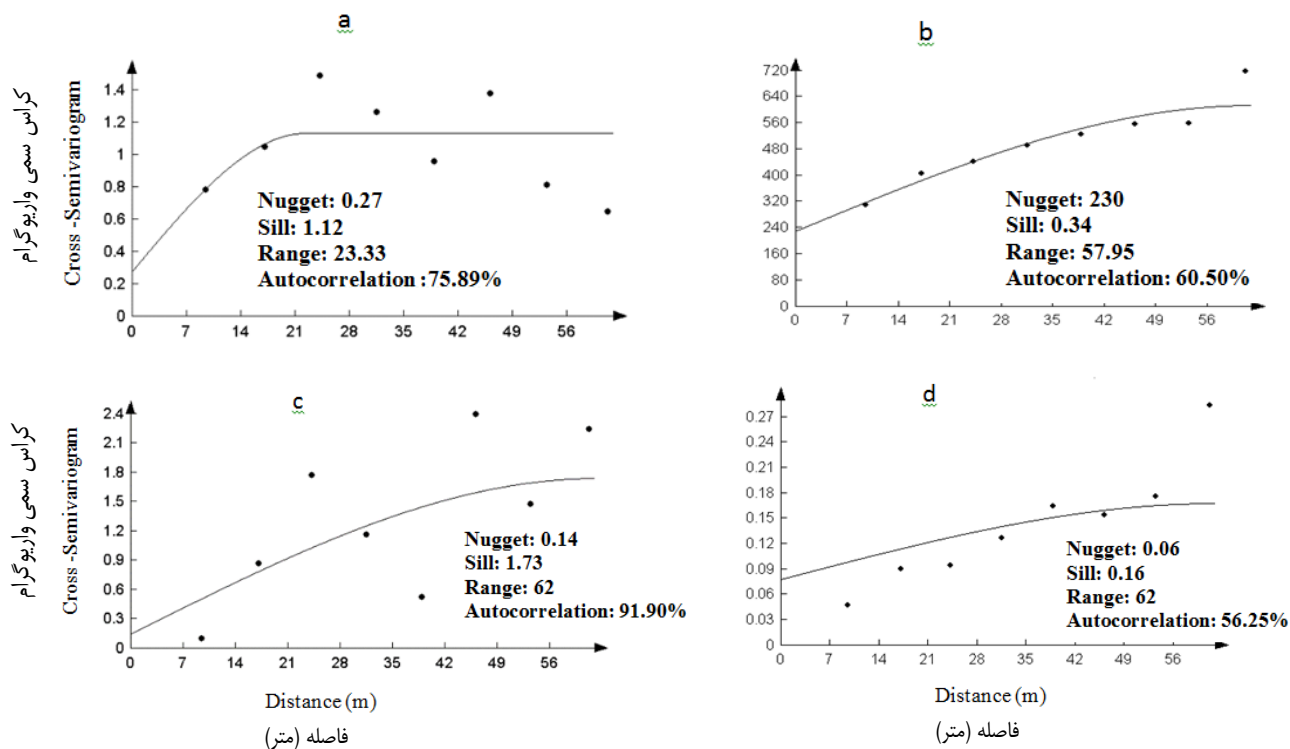 a
کراس سمی واریوگرام
Cross -Semivariogram
1.4
1.2
1
0.8
0.6
0.4
0.2
0
0 7 14 21 28 35 42 49 56
Nugget: 0.27
Sill: 1.12
Range: 23.33
Autocorrelation :75.89%
b
720
640
560
480
400
320
240
160
80
0
0 7 14 21 28 35 42 49 56
Nugget: 230
Sill: 0.34
Range: 57.95
Autocorrelation: 60.50%
c
کراس سمی واریوگرام
Cross -Semivariogram
2.4
2.1
1.8
1.5
1.2
0.9
0.6
0.3
0
0 7 14 21 28 35 42 49 56
Nugget: 0.14
Sill: 1.73
Range: 62
Autocorrelation: 91.90%
Distance (m)
فاصله (متر)
d
0.27
0.24
0.21
0.18
0.15
0.12
0.09
0.06
0.03
0
0 7 14 21 28 35 42 49 56
Nugget: 0.06
Sill: 0.16
Range: 62
Autocorrelation: 56.25%
Distance (m)
فاصله (متر)